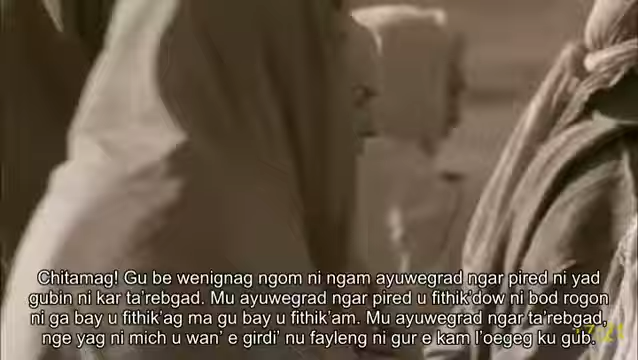 Chitamag! Gu be wenignag ngom ni ngam ayuwegrad ngar pired ni yad
gubin ni kar ta'rebgad. Mu ayuwegrad ngar pired u fithik'dow ni bod rogon
ni ga bay u fithik'ag ma gu bay u fithik'am. Mu ayuwegrad ngar ta'rebgad,
nge yag ni mich u wan' e girdi' nu fayleng ni gur e kam l'oegeg ku gub.
17:21